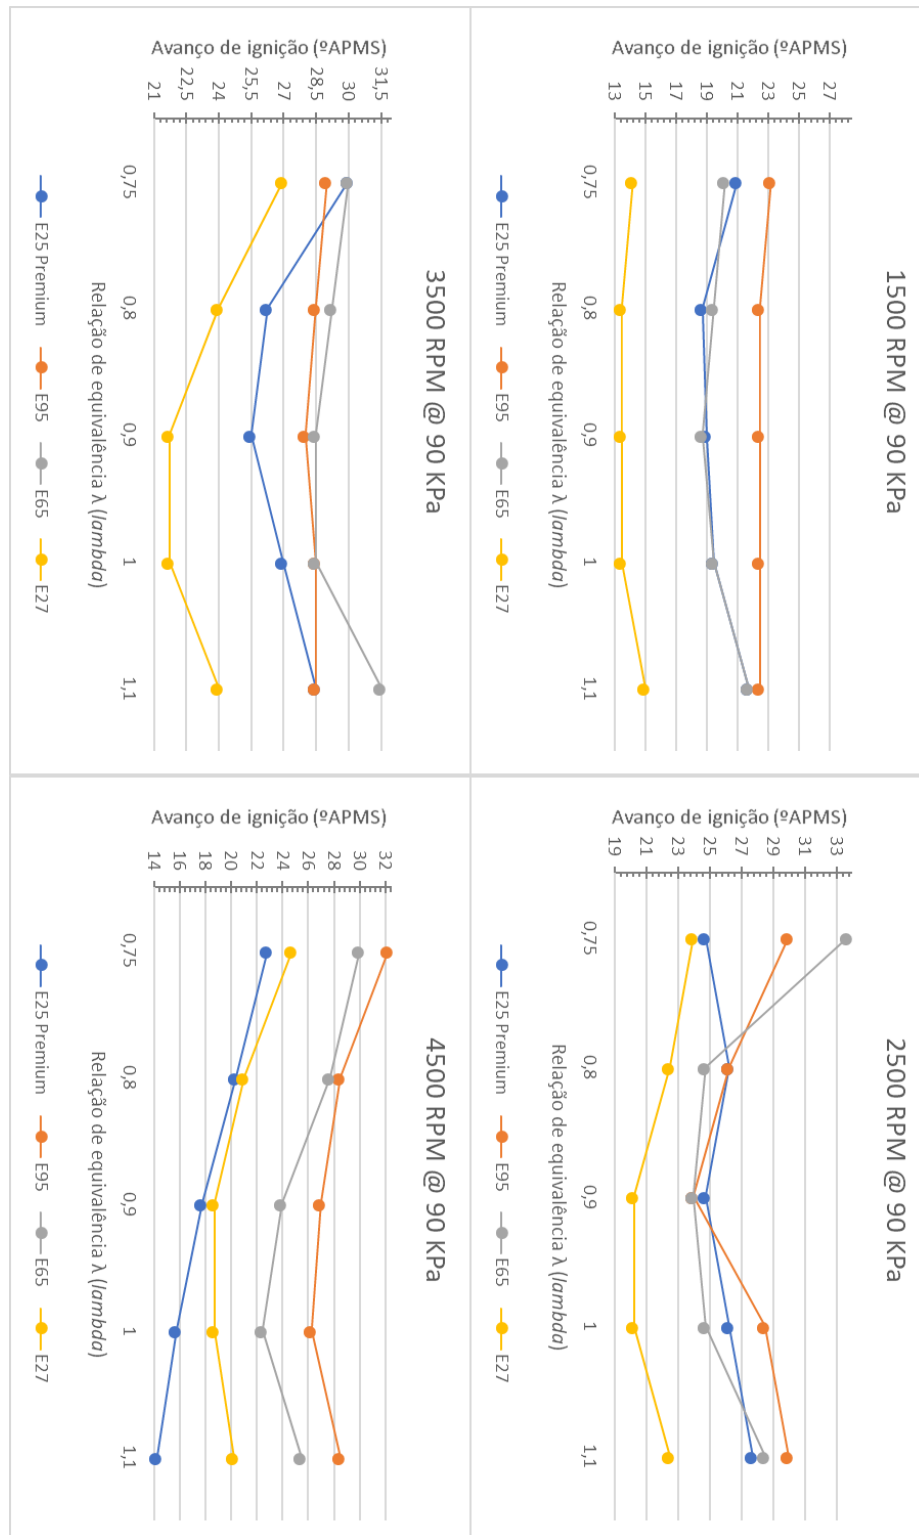 1500 RPM @ 90 KPa
Avanço de ignição (ºAPMS)
27
25
23
21
19
17
15
13
0,75 0,8 0,9 1 1,1
Relação de equivalência λ (lambda)
E25 Premium E95 E65 E27
2500 RPM @ 90 KPa
Avanço de ignição (ºAPMS)
33
31
29
27
25
23
21
19
0,75 0,8 0,9 1 1,1
Relação de equivalência λ (lambda)
E25 Premium E95 E65 E27
3500 RPM @ 90 KPa
Avanço de ignição (ºAPMS)
31,5
30
28,5
27
25,5
24
22,5
21
0,75 0,8 0,9 1 1,1
Relação de equivalência λ (lambda)
E25 Premium E95 E65 E27
4500 RPM @ 90 KPa
Avanço de ignição (ºAPMS)
32
30
28
26
24
22
20
18
16
14
0,75 0,8 0,9 1 1,1
Relação de equivalência λ (lambda)
E25 Premium E95 E65 E27